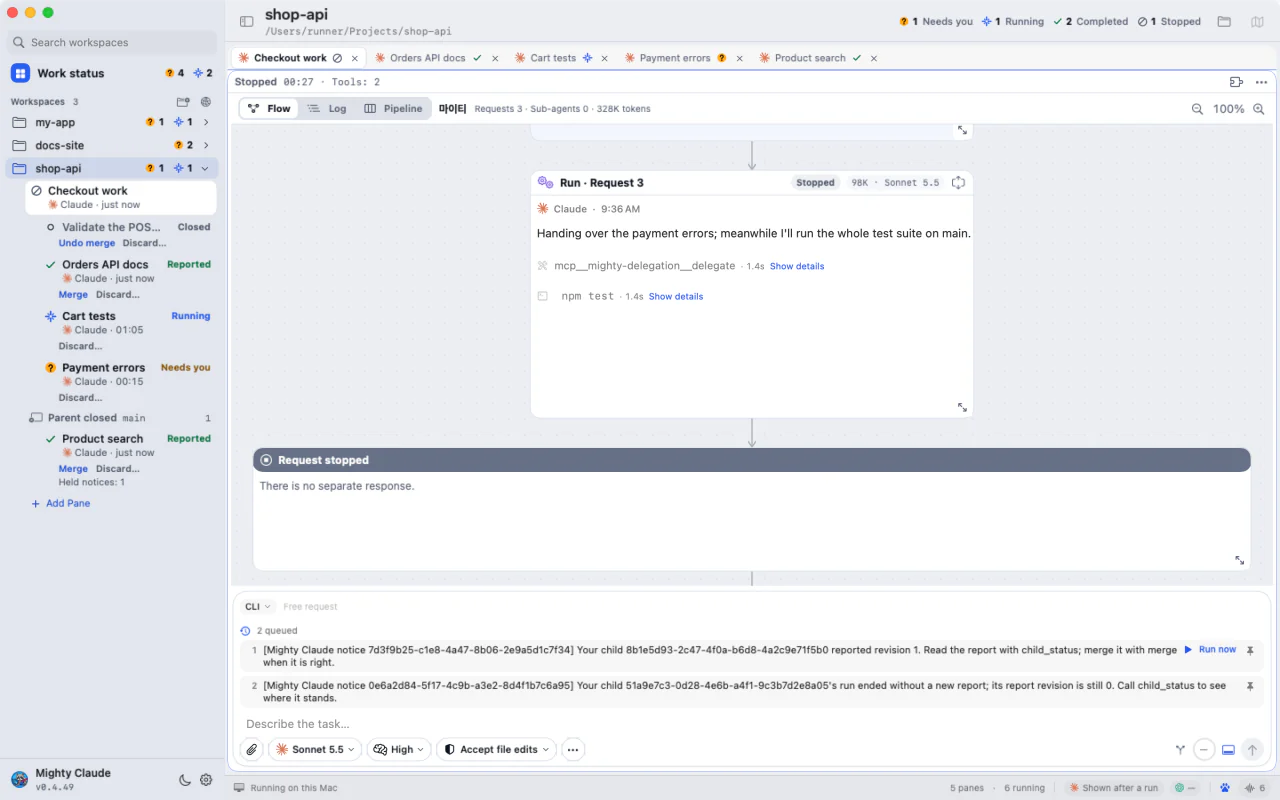 shop-api
/Users/runner/Projects/shop-api
? 1 Needs you 1 Running 2 Completed 1 Stopped
Search workspaces
Work status ? 4 2
Workspaces 3
my-app ? 1 1
docs-site ? 2
shop-api ? 1 1
Checkout work
Claude · just now
Validate the POS... Closed
Undo merge Discard...
Orders API docs Reported
Claude · just now
Merge Discard...
Cart tests Running
Claude · 01:05
Discard...
? Payment errors Needs you
Claude · 00:15
Discard...
Parent closed main 1
Product search Reported
Claude · just now
Merge Discard...
Held notices: 1
+ Add Pane
Mighty Claude
v0.4.49
Checkout work × Orders API docs × Cart tests × Payment errors ? × Product search ×
Stopped 00:27 · Tools: 2
Flow Log Pipeline 마이티 Requests 3 · Sub-agents 0 · 328K tokens
100%
Run · Request 3 Stopped 98K · Sonnet 5.5
Claude · 9:36 AM
Handing over the payment errors; meanwhile I'll run the whole test suite on main.
mcp__mighty-delegation__delegate · 1.4s Show details
npm test · 1.4s Show details
Request stopped
There is no separate response.
CLI Free request
2 queued
1 [Mighty Claude notice 7d3f9b25-c1e8-4a47-8b06-2e9a5d1c7f34] Your child 8b1e5d93-2c47-4f0a-b6d8-4a2c9e71f5b0 reported revision 1. Read the report with child_status; merge it with merge Run now
when it is right.
2 [Mighty Claude notice 0e6a2d84-5f17-4c9b-a3e2-8d4f1b7c6a95] Your child 51a9e7c3-0d28-4e6b-a4f1-9c3b7d2e8a05's run ended without a new report; its report revision is still 0. Call child_status to see
where it stands.
Describe the task...
Sonnet 5.5 High Accept file edits
Running on this Mac 5 panes · 6 running Shown after a run — 6